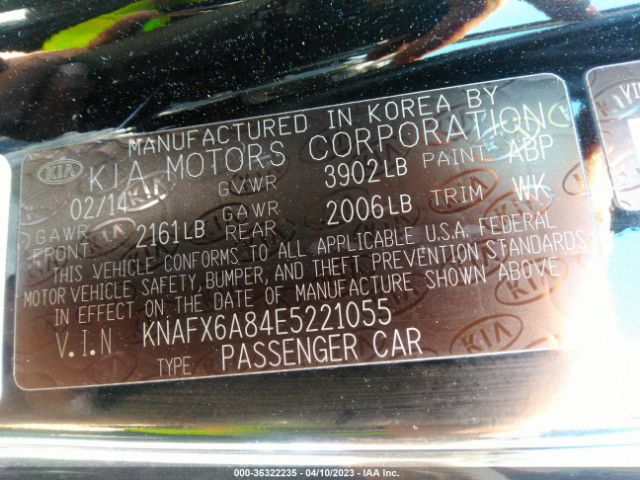 MANUFACTURED IN KOREA BY
KIA KIA MOTORS CORPORATION
02/14 GVWR 3902LB PAINT ABP
GAWR FRONT 2161LB GAWR REAR 2006LB TRIM WK
THIS VEHICLE CONFORMS TO ALL APPLICABLE U.S.A. FEDERAL
MOTOR VEHICLE SAFETY, BUMPER, AND THEFT PREVENTION STANDARDS
IN EFFECT ON THE DATE OF MANUFACTURE SHOWN ABOVE
V.I.N KNAFX6A84E5221055
TYPE PASSENGER CAR
VI
000-36322235 - 04/10/2023 - IAA Inc.